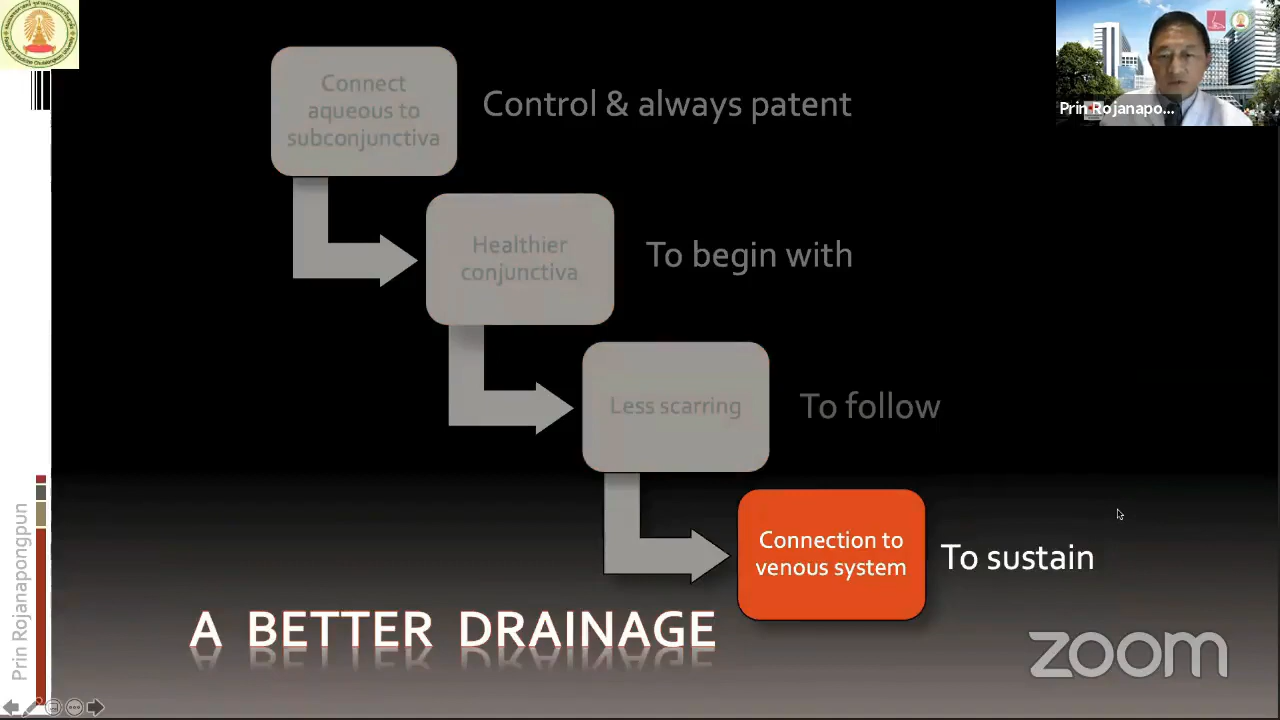 Connect
aqueous to
subconjunctiva
Control & always patent
Prin Rojanapo...
Healthier
conjunctiva
To begin with
Less scarring
To follow
Connection to
venous system
To sustain
A BETTER DRAINAGE
Prin Rojanapongpun
zoom